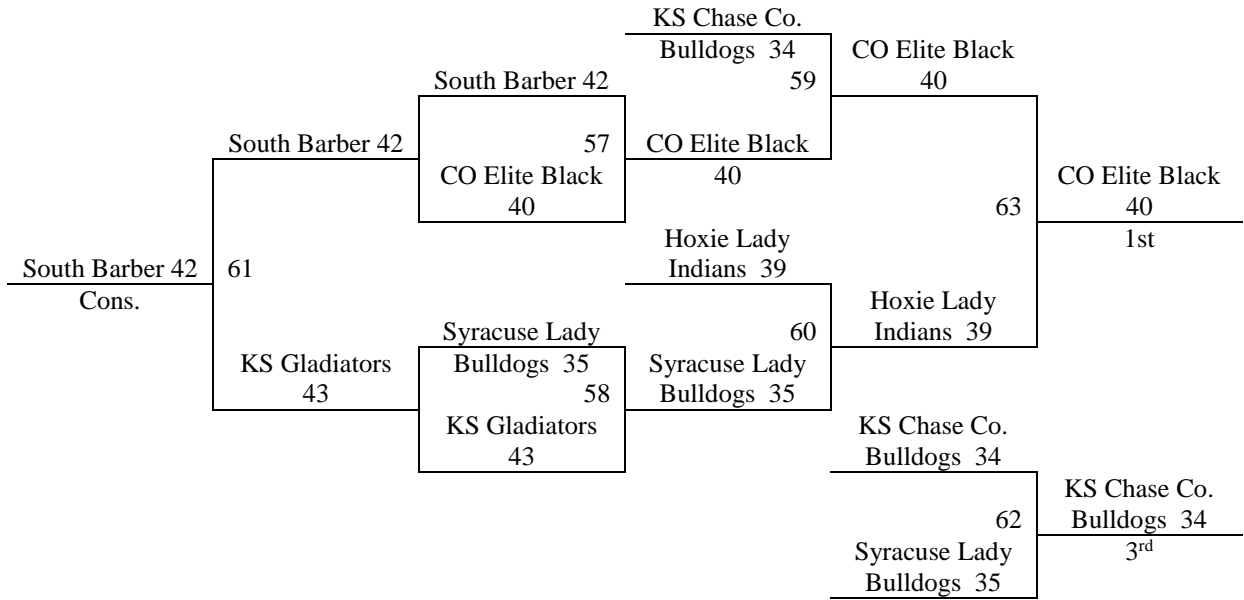 KS Chase Co.
Bulldogs 34
CO Elite Black
40
South Barber 42
59
South Barber 42
57
CO Elite Black
CO Elite Black
40
40
CO Elite Black
40
1st
63
Hoxie Lady
Indians 39
South Barber 42
Cons.
61
Hoxie Lady
Indians 39
60
Syracuse Lady
Bulldogs 35
KS Gladiators
43
58
Syracuse Lady
Bulldogs 35
KS Gladiators
43
KS Chase Co.
Bulldogs 34
KS Chase Co.
Bulldogs 34
3rd
62
Syracuse Lady
Bulldogs 35